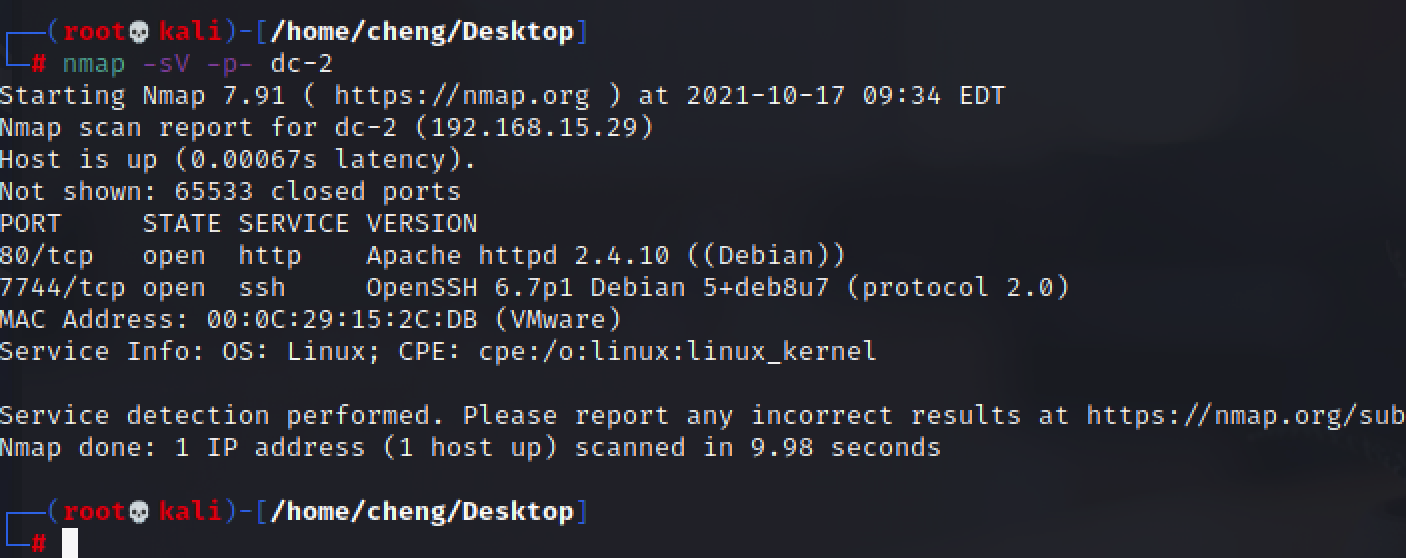 ┌──(root💀kali)-[/home/cheng/Desktop]
└─# nmap -sV -p- dc-2
Starting Nmap 7.91 ( https://nmap.org ) at 2021-10-17 09:34 EDT
Nmap scan report for dc-2 (192.168.15.29)
Host is up (0.00067s latency).
Not shown: 65533 closed ports
PORT     STATE SERVICE VERSION
80/tcp   open  http    Apache httpd 2.4.10 ((Debian))
7744/tcp open  ssh     OpenSSH 6.7p1 Debian 5+deb8u7 (protocol 2.0)
MAC Address: 00:0C:29:15:2C:DB (VMware)
Service Info: OS: Linux; CPE: cpe:/o:linux:linux_kernel
Service detection performed. Please report any incorrect results at https://nmap.org/sub
Nmap done: 1 IP address (1 host up) scanned in 9.98 seconds
┌──(root💀kali)-[/home/cheng/Desktop]
└─#